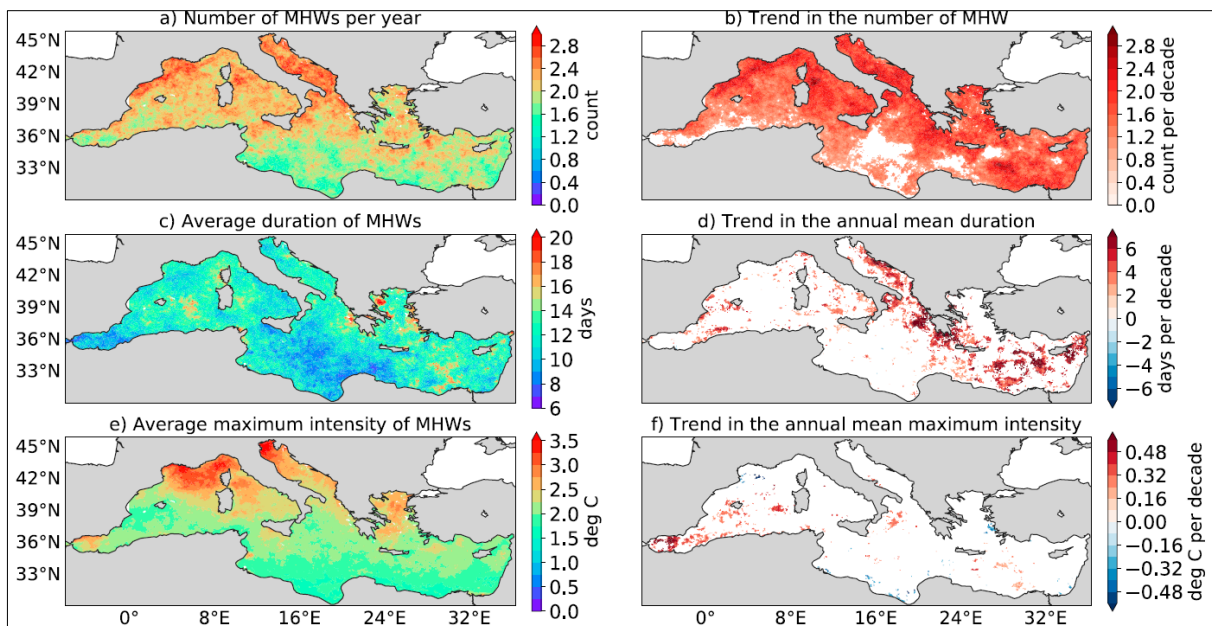 a) Number of MHWs per year
45°N
42°N
39°N
36°N
33°N
2.8
2.4
2.0
1.6
1.2
0.8
0.4
0.0
count
b) Trend in the number of MHW
2.8
2.4
2.0
1.6
1.2
0.8
0.4
0.0
count per decade
c) Average duration of MHWs
45°N
42°N
39°N
36°N
33°N
20
18
16
14
12
10
8
6
days
d) Trend in the annual mean duration
6
4
2
0
−2
−4
−6
days per decade
e) Average maximum intensity of MHWs
45°N
42°N
39°N
36°N
33°N
0°
8°E
16°E
24°E
32°E
3.5
3.0
2.5
2.0
1.5
1.0
0.5
0.0
deg C
f) Trend in the annual mean maximum intensity
0°
8°E
16°E
24°E
32°E
0.48
0.32
0.16
0.00
−0.16
−0.32
−0.48
deg C per decade